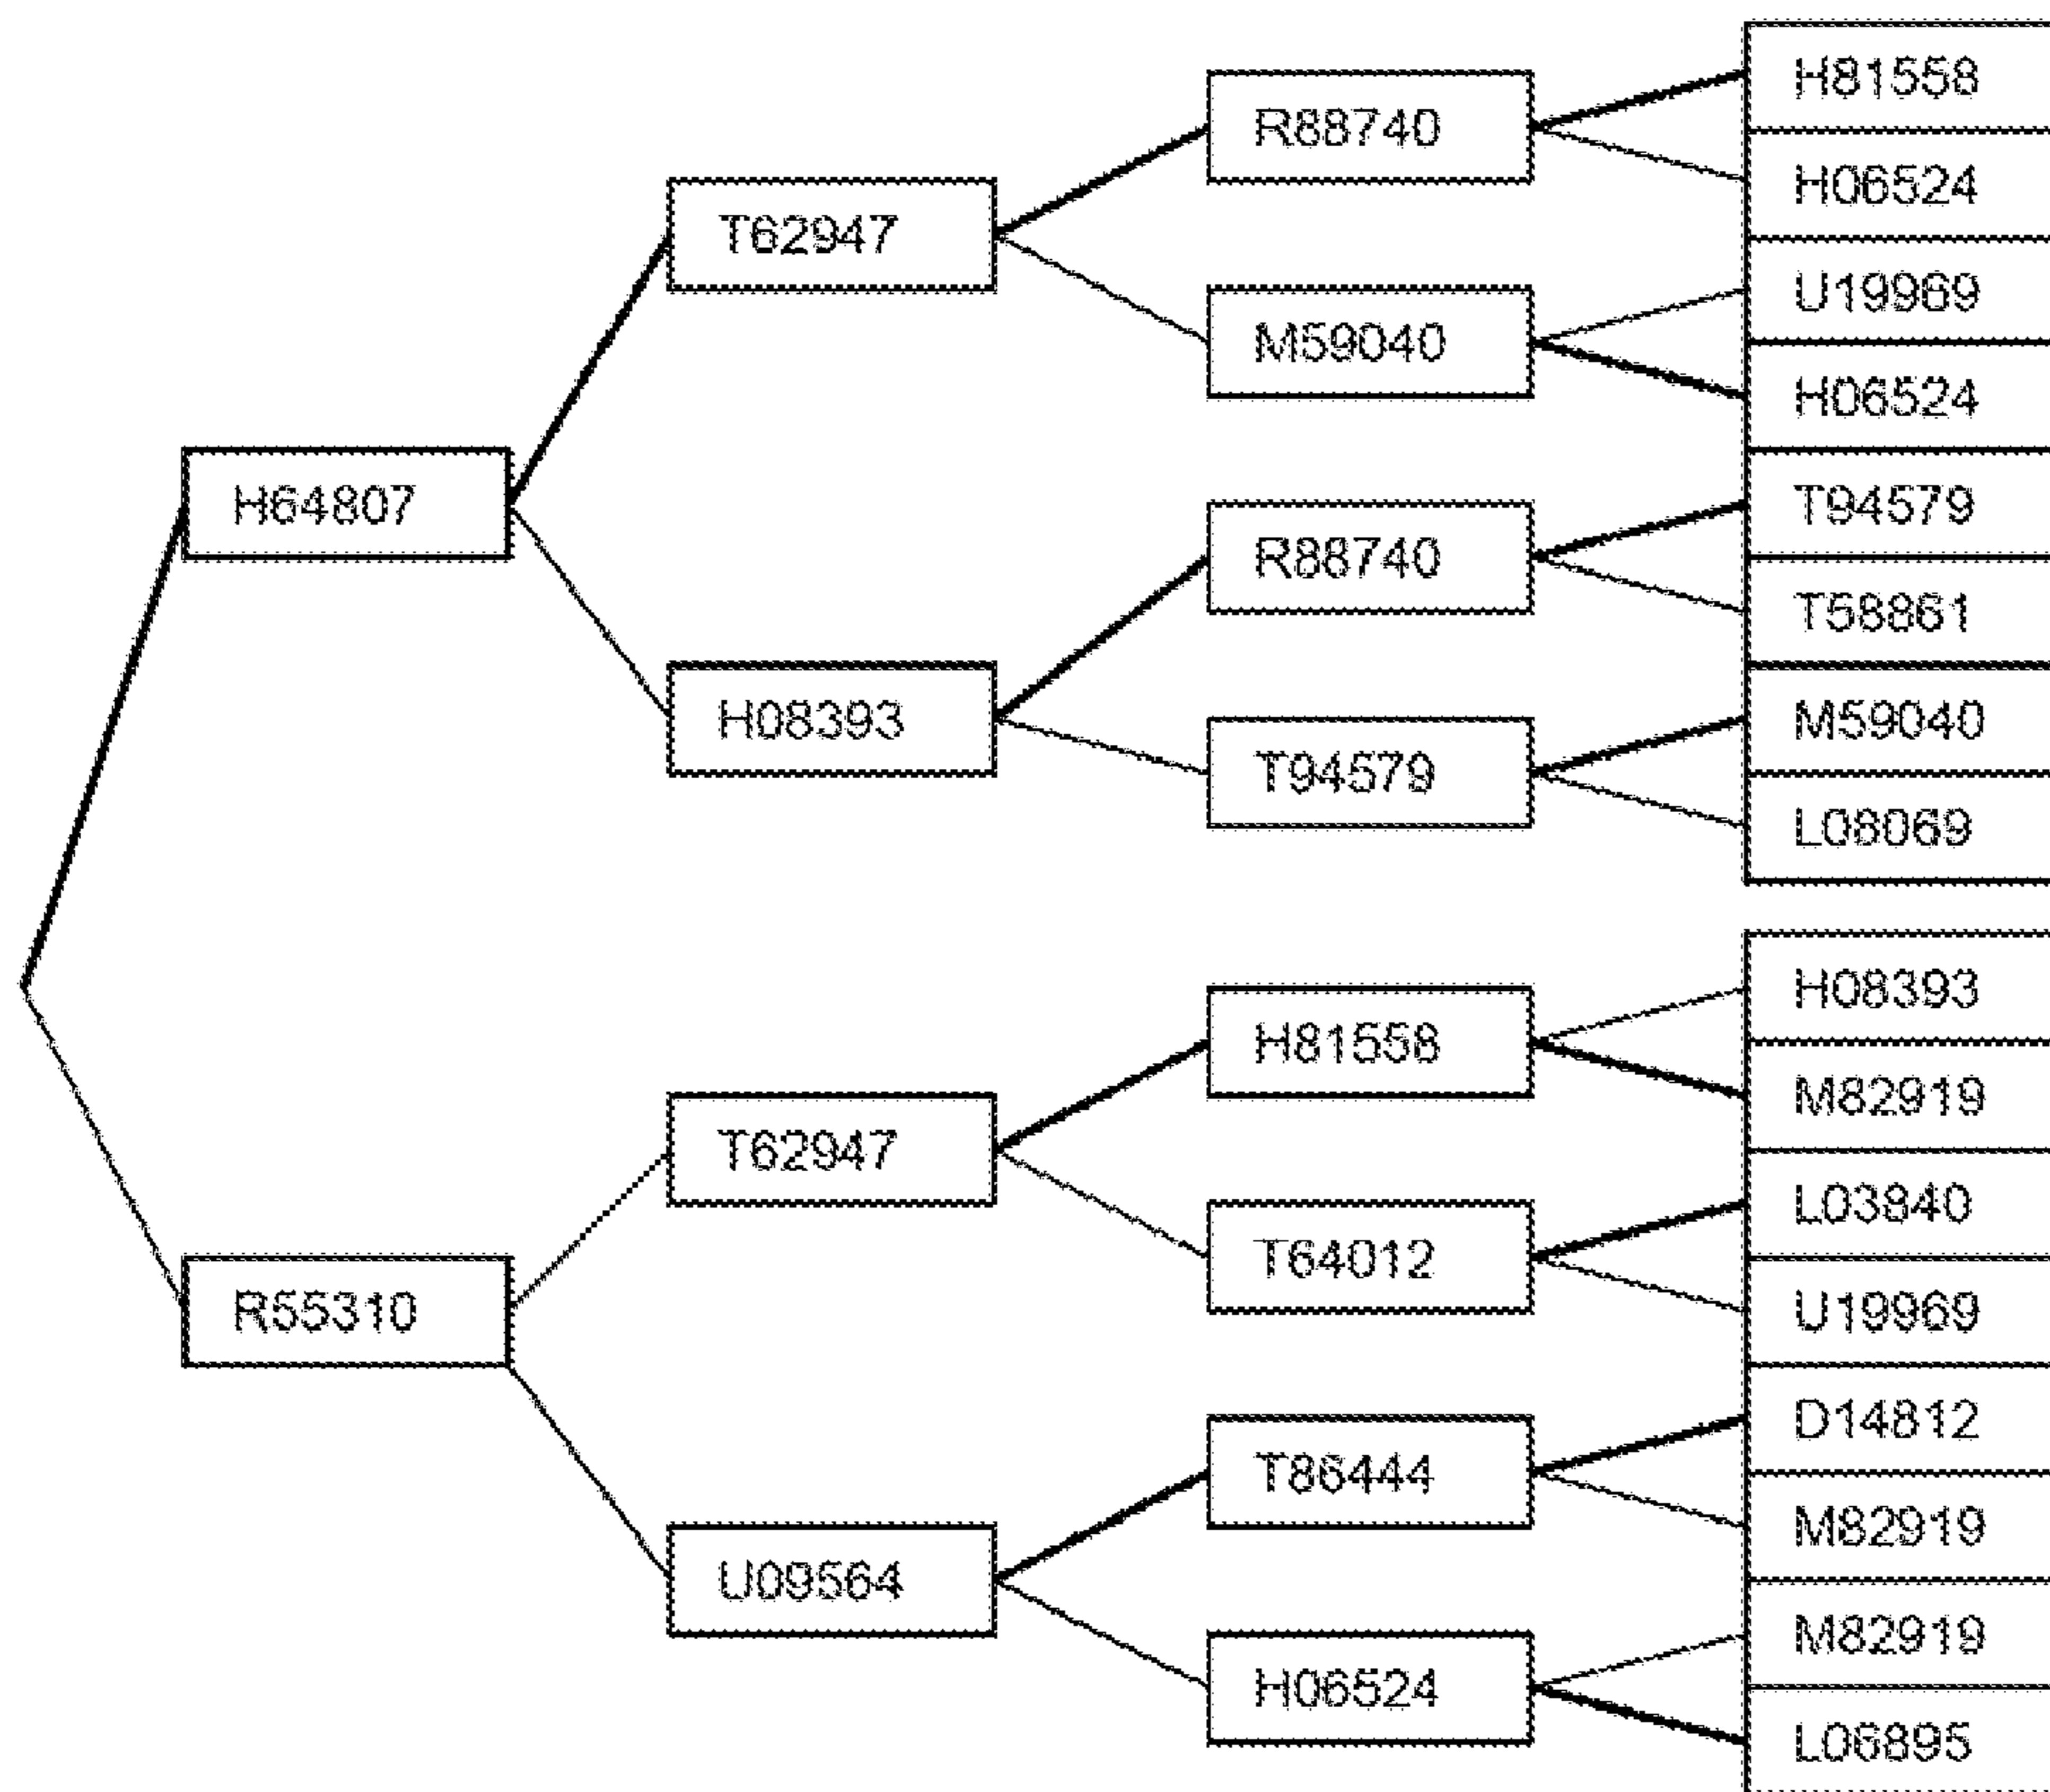 H64807
R55310
T62947
H08393
T62947
U09564
R88740
M59040
R88740
T94579
H81558
T64012
T86444
H06524
H81558
H06524
U19969
H06524
T94579
T58861
M59040
L08069
H08393
M82919
L03840
U19969
D14812
M82919
M82919
L06895